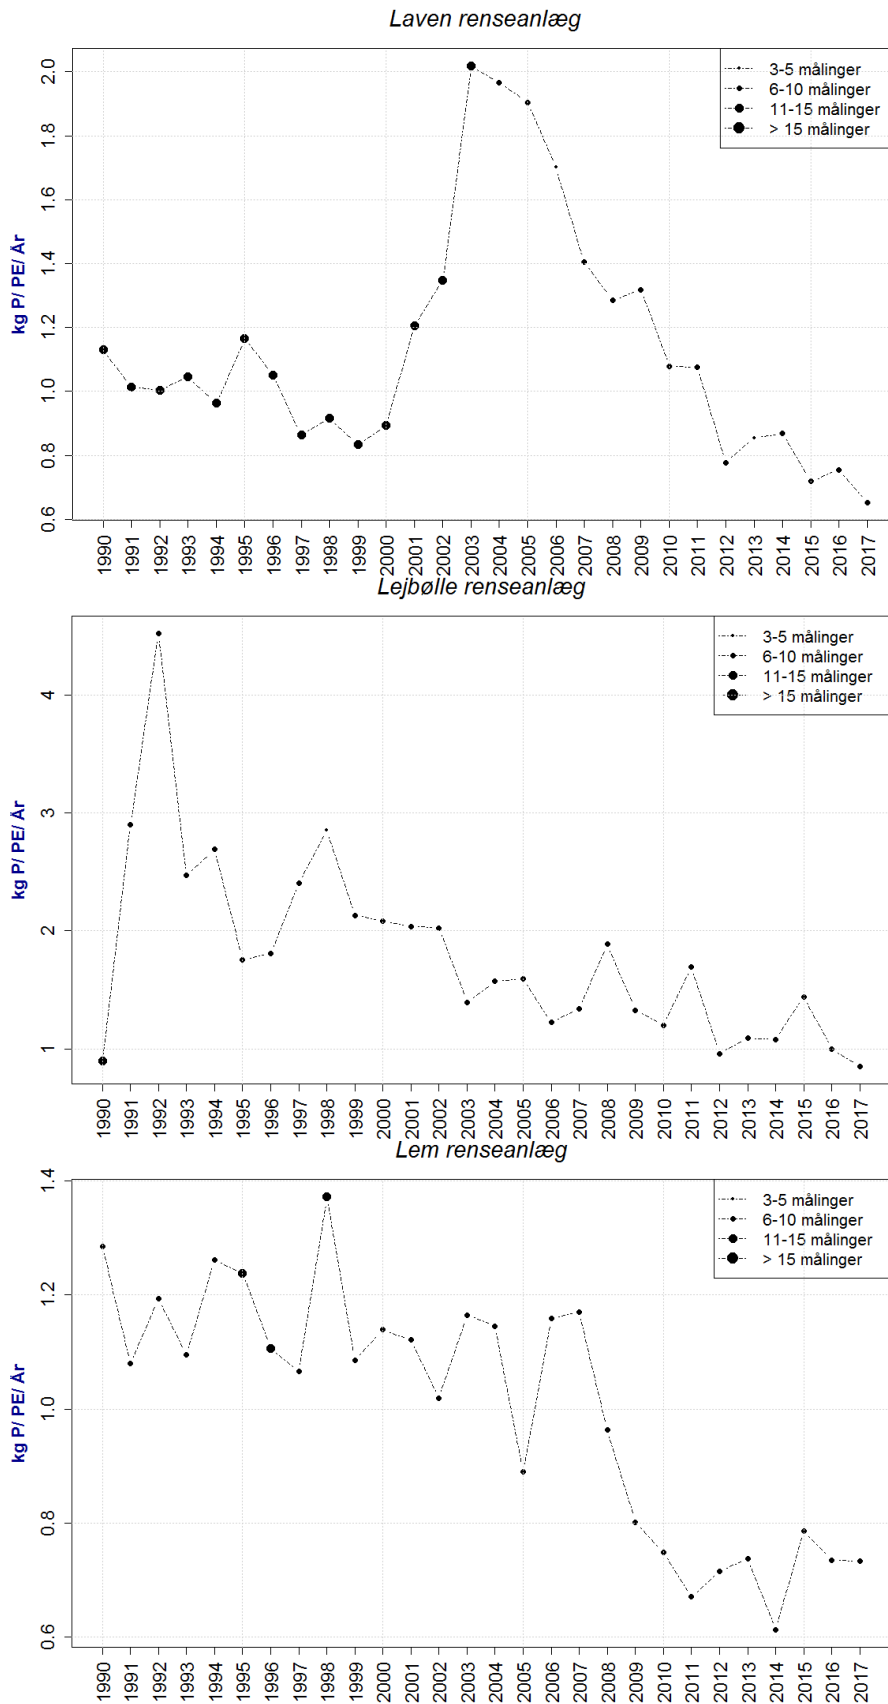 Laven renseanlæg
kg P/ PE/ År
2.0
1.8
1.6
1.4
1.2
1.0
0.8
0.6
3-5 målinger
6-10 målinger
11-15 målinger
> 15 målinger
1990 1991 1992 1993 1994 1995 1996 1997 1998 1999 2000 2001 2002 2003 2004 2005 2006 2007 2008 2009 2010 2011 2012 2013 2014 2015 2016 2017
Lejbølle renseanlæg
kg P/ PE/ År
4
3
2
1
3-5 målinger
6-10 målinger
11-15 målinger
> 15 målinger
1990 1991 1992 1993 1994 1995 1996 1997 1998 1999 2000 2001 2002 2003 2004 2005 2006 2007 2008 2009 2010 2011 2012 2013 2014 2015 2016 2017
Lem renseanlæg
kg P/ PE/ År
1.4
1.2
1.0
0.8
0.6
3-5 målinger
6-10 målinger
11-15 målinger
> 15 målinger
1990 1991 1992 1993 1994 1995 1996 1997 1998 1999 2000 2001 2002 2003 2004 2005 2006 2007 2008 2009 2010 2011 2012 2013 2014 2015 2016 2017